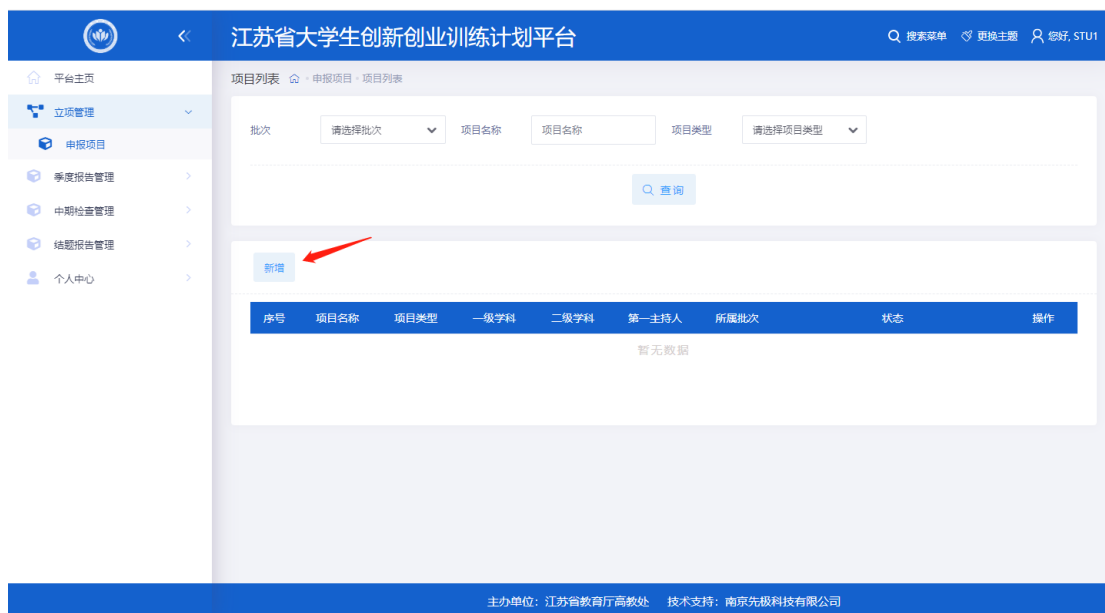 江苏省大学生创新创业训练计划平台
搜索菜单 更换主题 您好, STU1
平台主页
立项管理
申报项目
季度报告管理
中期检查管理
结题报告管理
个人中心
项目列表 申报项目 项目列表
批次 请选择批次 项目名称 项目名称 项目类型 请选择项目类型
查询
新增
序号 项目名称 项目类型 一级学科 二级学科 第一主持人 所属批次 状态 操作
暂无数据
主办单位：江苏省教育厅高教处 技术支持：南京先极科技有限公司